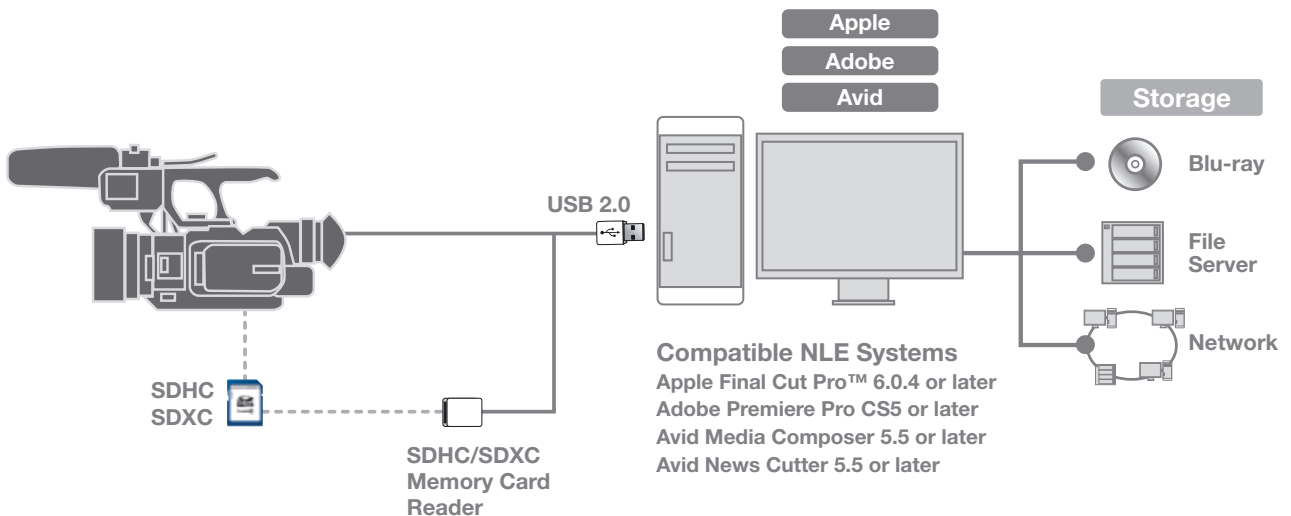 Apple
Adobe
Avid
Storage
Blu-ray
USB 2.0
File
Server
Network
SDHC
SDXC
SDHC/SDXC
Memory Card
Reader
Compatible NLE Systems
Apple Final Cut Pro™ 6.0.4 or later
Adobe Premiere Pro CS5 or later
Avid Media Composer 5.5 or later
Avid News Cutter 5.5 or later